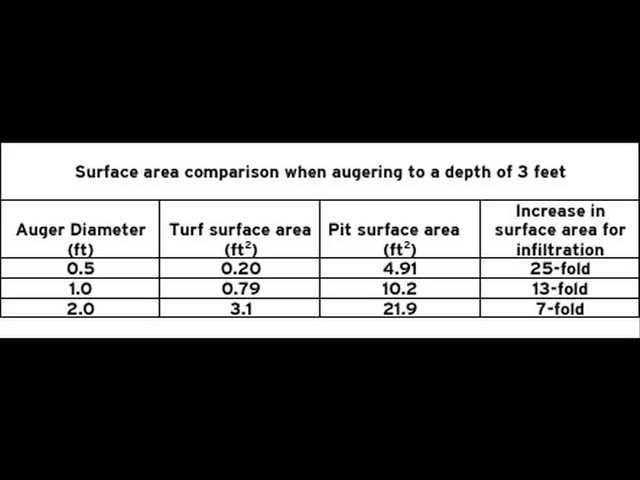 Surface area comparison when augering to a depth of 3 feet
Auger Diameter (ft) Turf surface area (ft²) Pit surface area (ft²) Increase in surface area for infiltration
0.5 0.20 4.91 25-fold
1.0 0.79 10.2 13-fold
2.0 3.1 21.9 7-fold